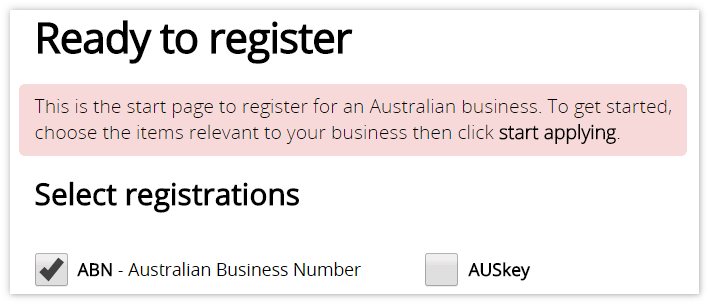 Ready to register
This is the start page to register for an Australian business. To get started,
choose the items relevant to your business then click start applying.
Select registrations
ABN - Australian Business Number
AUSkey